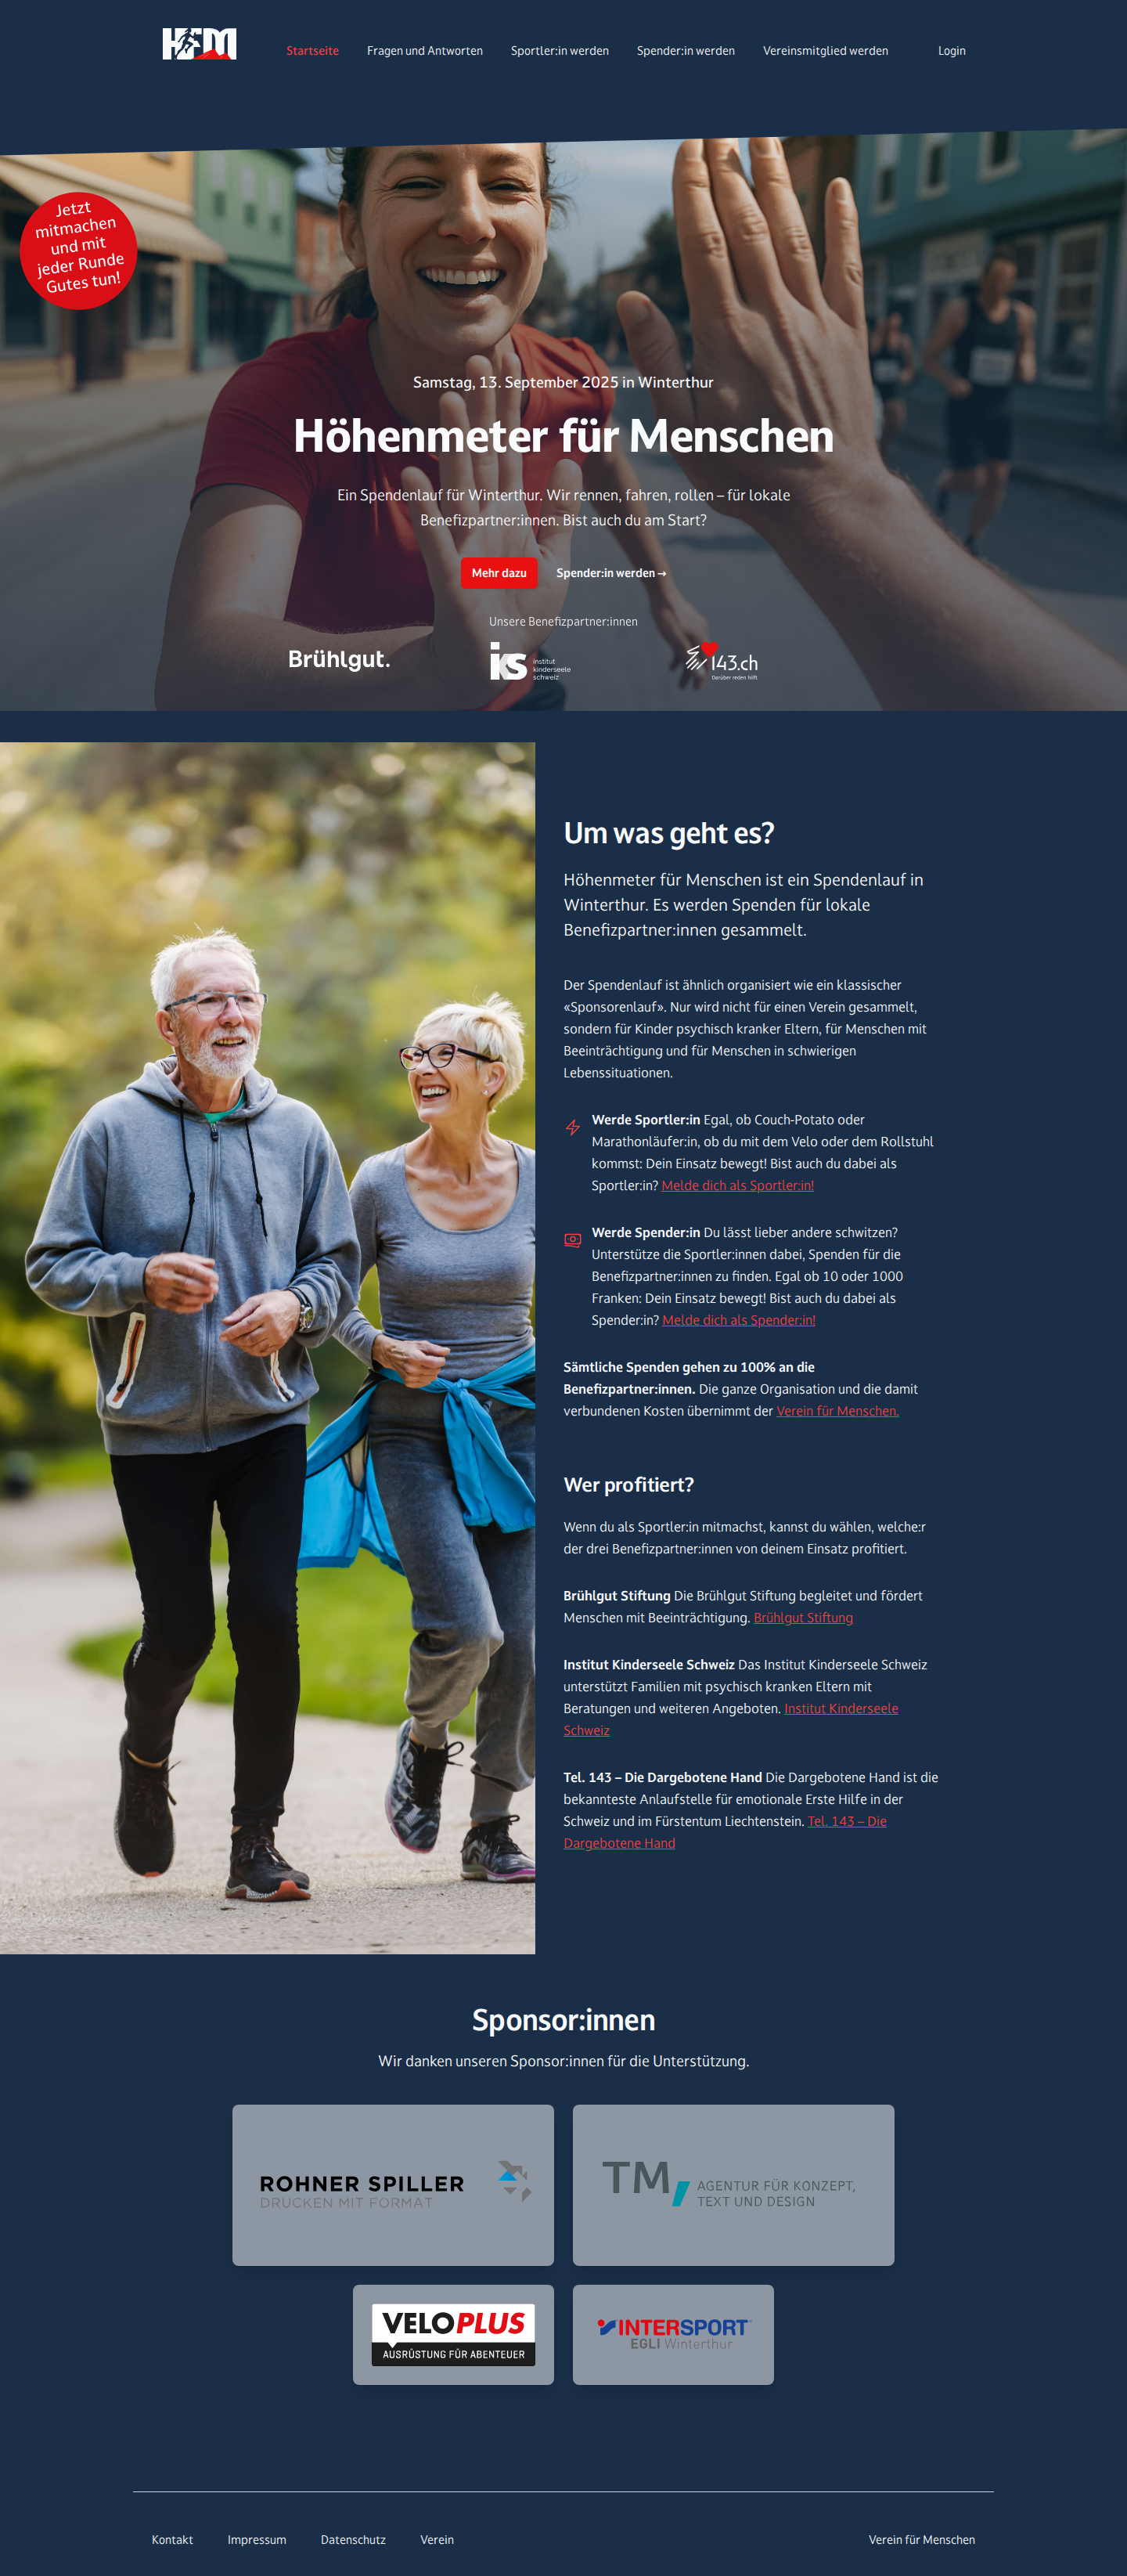 HFM
Startseite
Fragen und Antworten
Sportler:in werden
Spender:in werden
Vereinsmitglied werden
Login
Jetzt
mitmachen
und mit
jeder Runde
Gutes tun!
Samstag, 13. September 2025 in Winterthur
Höhenmeter für Menschen
Ein Spendenlauf für Winterthur. Wir rennen, fahren, rollen – für lokale
Benefizpartner:innen. Bist auch du am Start?
Mehr dazu
Spender:in werden →
Unsere Benefizpartner:innen
Brühlgut.
iks
institut
kinderseele
schweiz
143.ch
Darüber reden hilft
Um was geht es?
Höhenmeter für Menschen ist ein Spendenlauf in
Winterthur. Es werden Spenden für lokale
Benefizpartner:innen gesammelt.
Der Spendenlauf ist ähnlich organisiert wie ein klassischer
«Sponsorenlauf». Nur wird nicht für einen Verein gesammelt,
sondern für Kinder psychisch kranker Eltern, für Menschen mit
Beeinträchtigung und für Menschen in schwierigen
Lebenssituationen.
Werde Sportler:in Egal, ob Couch-Potato oder
Marathonläufer:in, ob du mit dem Velo oder dem Rollstuhl
kommst: Dein Einsatz bewegt! Bist auch du dabei als
Sportler:in? Melde dich als Sportler:in!
Werde Spender:in Du lässt lieber andere schwitzen?
Unterstütze die Sportler:innen dabei, Spenden für die
Benefizpartner:innen zu finden. Egal ob 10 oder 1000
Franken: Dein Einsatz bewegt! Bist auch du dabei als
Spender:in? Melde dich als Spender:in!
Sämtliche Spenden gehen zu 100% an die
Benefizpartner:innen. Die ganze Organisation und die damit
verbundenen Kosten übernimmt der Verein für Menschen.
Wer profitiert?
Wenn du als Sportler:in mitmachst, kannst du wählen, welche:r
der drei Benefizpartner:innen von deinem Einsatz profitiert.
Brühlgut Stiftung Die Brühlgut Stiftung begleitet und fördert
Menschen mit Beeinträchtigung. Brühlgut Stiftung
Institut Kinderseele Schweiz Das Institut Kinderseele Schweiz
unterstützt Familien mit psychisch kranken Eltern mit
Beratungen und weiteren Angeboten. Institut Kinderseele
Schweiz
Tel. 143 – Die Dargebotene Hand Die Dargebotene Hand ist die
bekannteste Anlaufstelle für emotionale Erste Hilfe in der
Schweiz und im Fürstentum Liechtenstein. Tel. 143 – Die
Dargebotene Hand
Sponsor:innen
Wir danken unseren Sponsor:innen für die Unterstützung.
ROHNER SPILLER
DRUCKEN MIT FORMAT
TM,
AGENTUR FÜR KONZEPT,
TEXT UND DESIGN
VELOPLUS
AUSRÜSTUNG FÜR ABENTEUER
INTERSPORT
EGLI Winterthur
Kontakt
Impressum
Datenschutz
Verein
Verein für Menschen